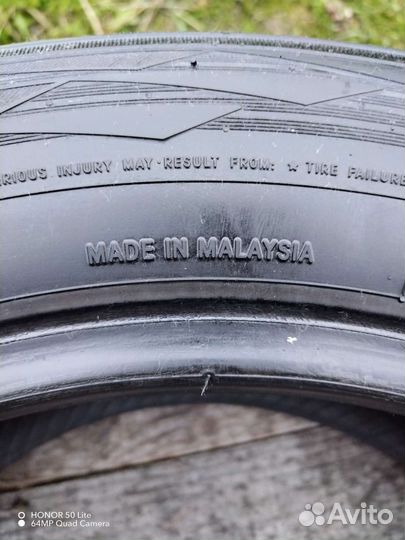 RIOUS INJURY MAY RESULT FROM: ★ TIRE FAILURE
MADE IN MALAYSIA
HONOR 50 Lite
64MP Quad Camera
Avito